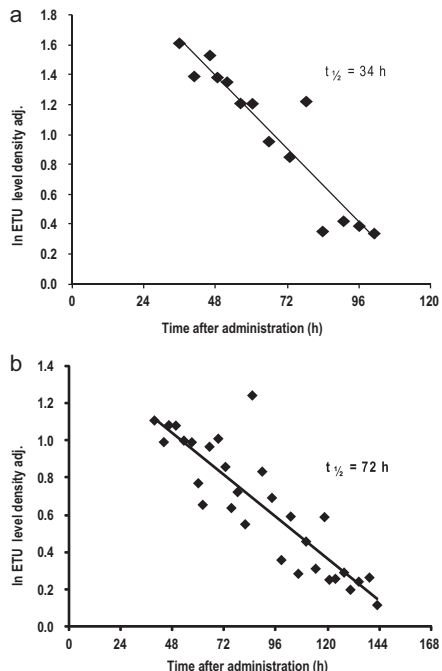 a
1.8
1.6
1.4
1.2
1.0
0.8
0.6
0.4
0.2
0.0
ln ETU level density adj.
t½ = 34 h
0 24 48 72 96 120
Time after administration (h)
b
1.4
1.2
1.0
0.8
0.6
0.4
0.2
0.0
ln ETU level density adj.
t½ = 72 h
0 24 48 72 96 120 144 168
Time after administration (h)